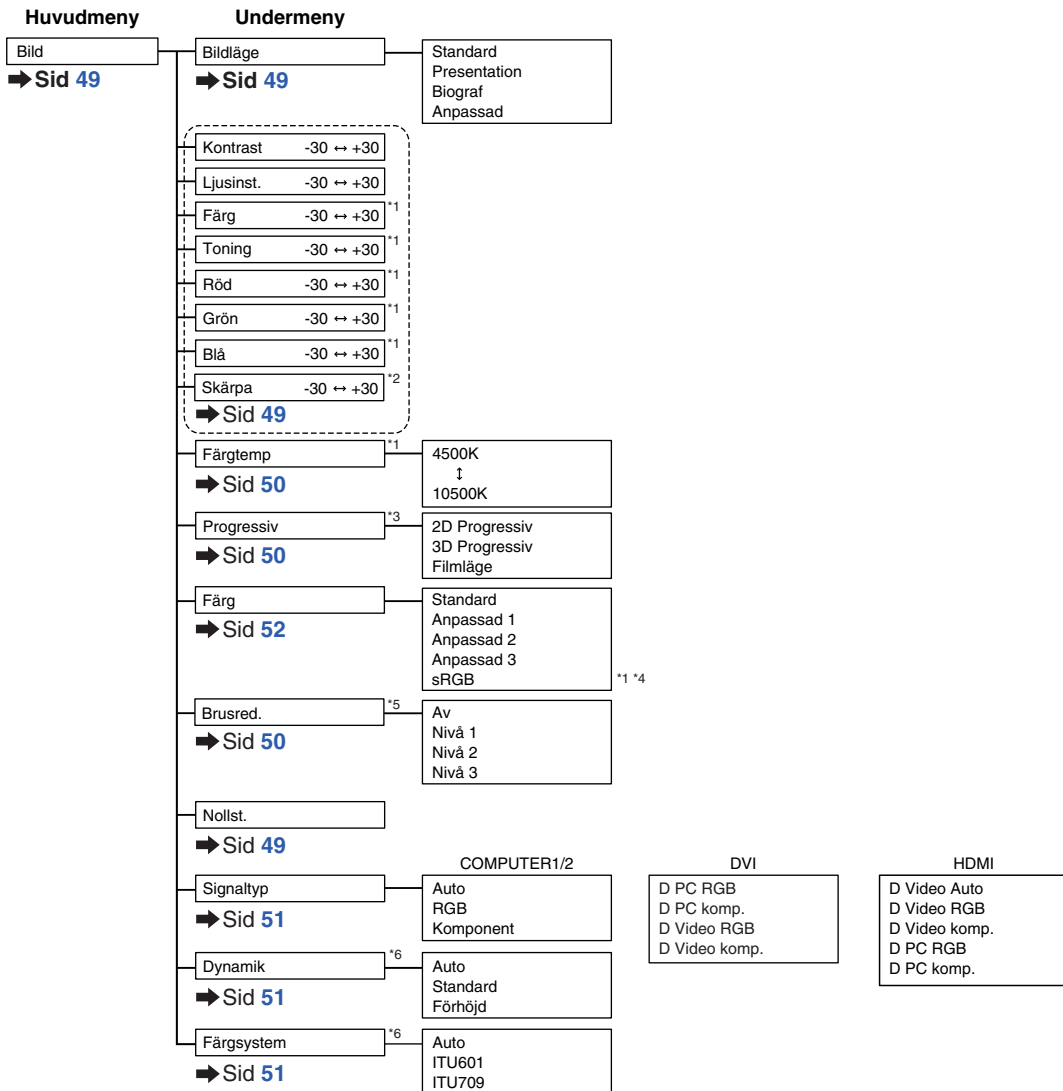 Huvudmeny Undermeny
Bild
➡ Sid 49
Bildläge
➡ Sid 49
Standard
Presentation
Biograf
Anpassad
Kontrast -30 ↔ +30
Ljusinst. -30 ↔ +30
Färg -30 ↔ +30 *1
Toning -30 ↔ +30 *1
Röd -30 ↔ +30 *1
Grön -30 ↔ +30 *1
Blå -30 ↔ +30 *1
Skärpa -30 ↔ +30 *2
➡ Sid 49
Färgtemp *1
➡ Sid 50
4500K
↕
10500K
Progressiv *3
➡ Sid 50
2D Progressiv
3D Progressiv
Filmläge
Färg
➡ Sid 52
Standard
Anpassad 1
Anpassad 2
Anpassad 3
sRGB *1 *4
Brusred. *5
➡ Sid 50
Av
Nivå 1
Nivå 2
Nivå 3
Nollst.
➡ Sid 49
Signaltyp
➡ Sid 51
COMPUTER1/2
Auto
RGB
Komponent
DVI
D PC RGB
D PC komp.
D Video RGB
D Video komp.
HDMI
D Video Auto
D Video RGB
D Video komp.
D PC RGB
D PC komp.
Dynamik *6
➡ Sid 51
Auto
Standard
Förhöjd
Färgsystem *6
➡ Sid 51
Auto
ITU601
ITU709